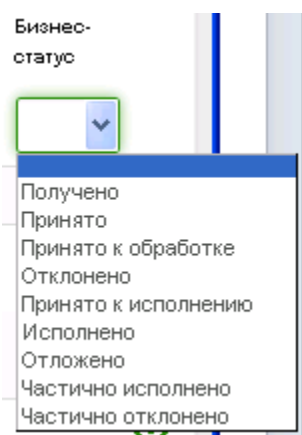 Бизнес-
статус
Получено
Принято
Принято к обработке
Отклонено
Принято к исполнению
Исполнено
Отложено
Частично исполнено
Частично отклонено